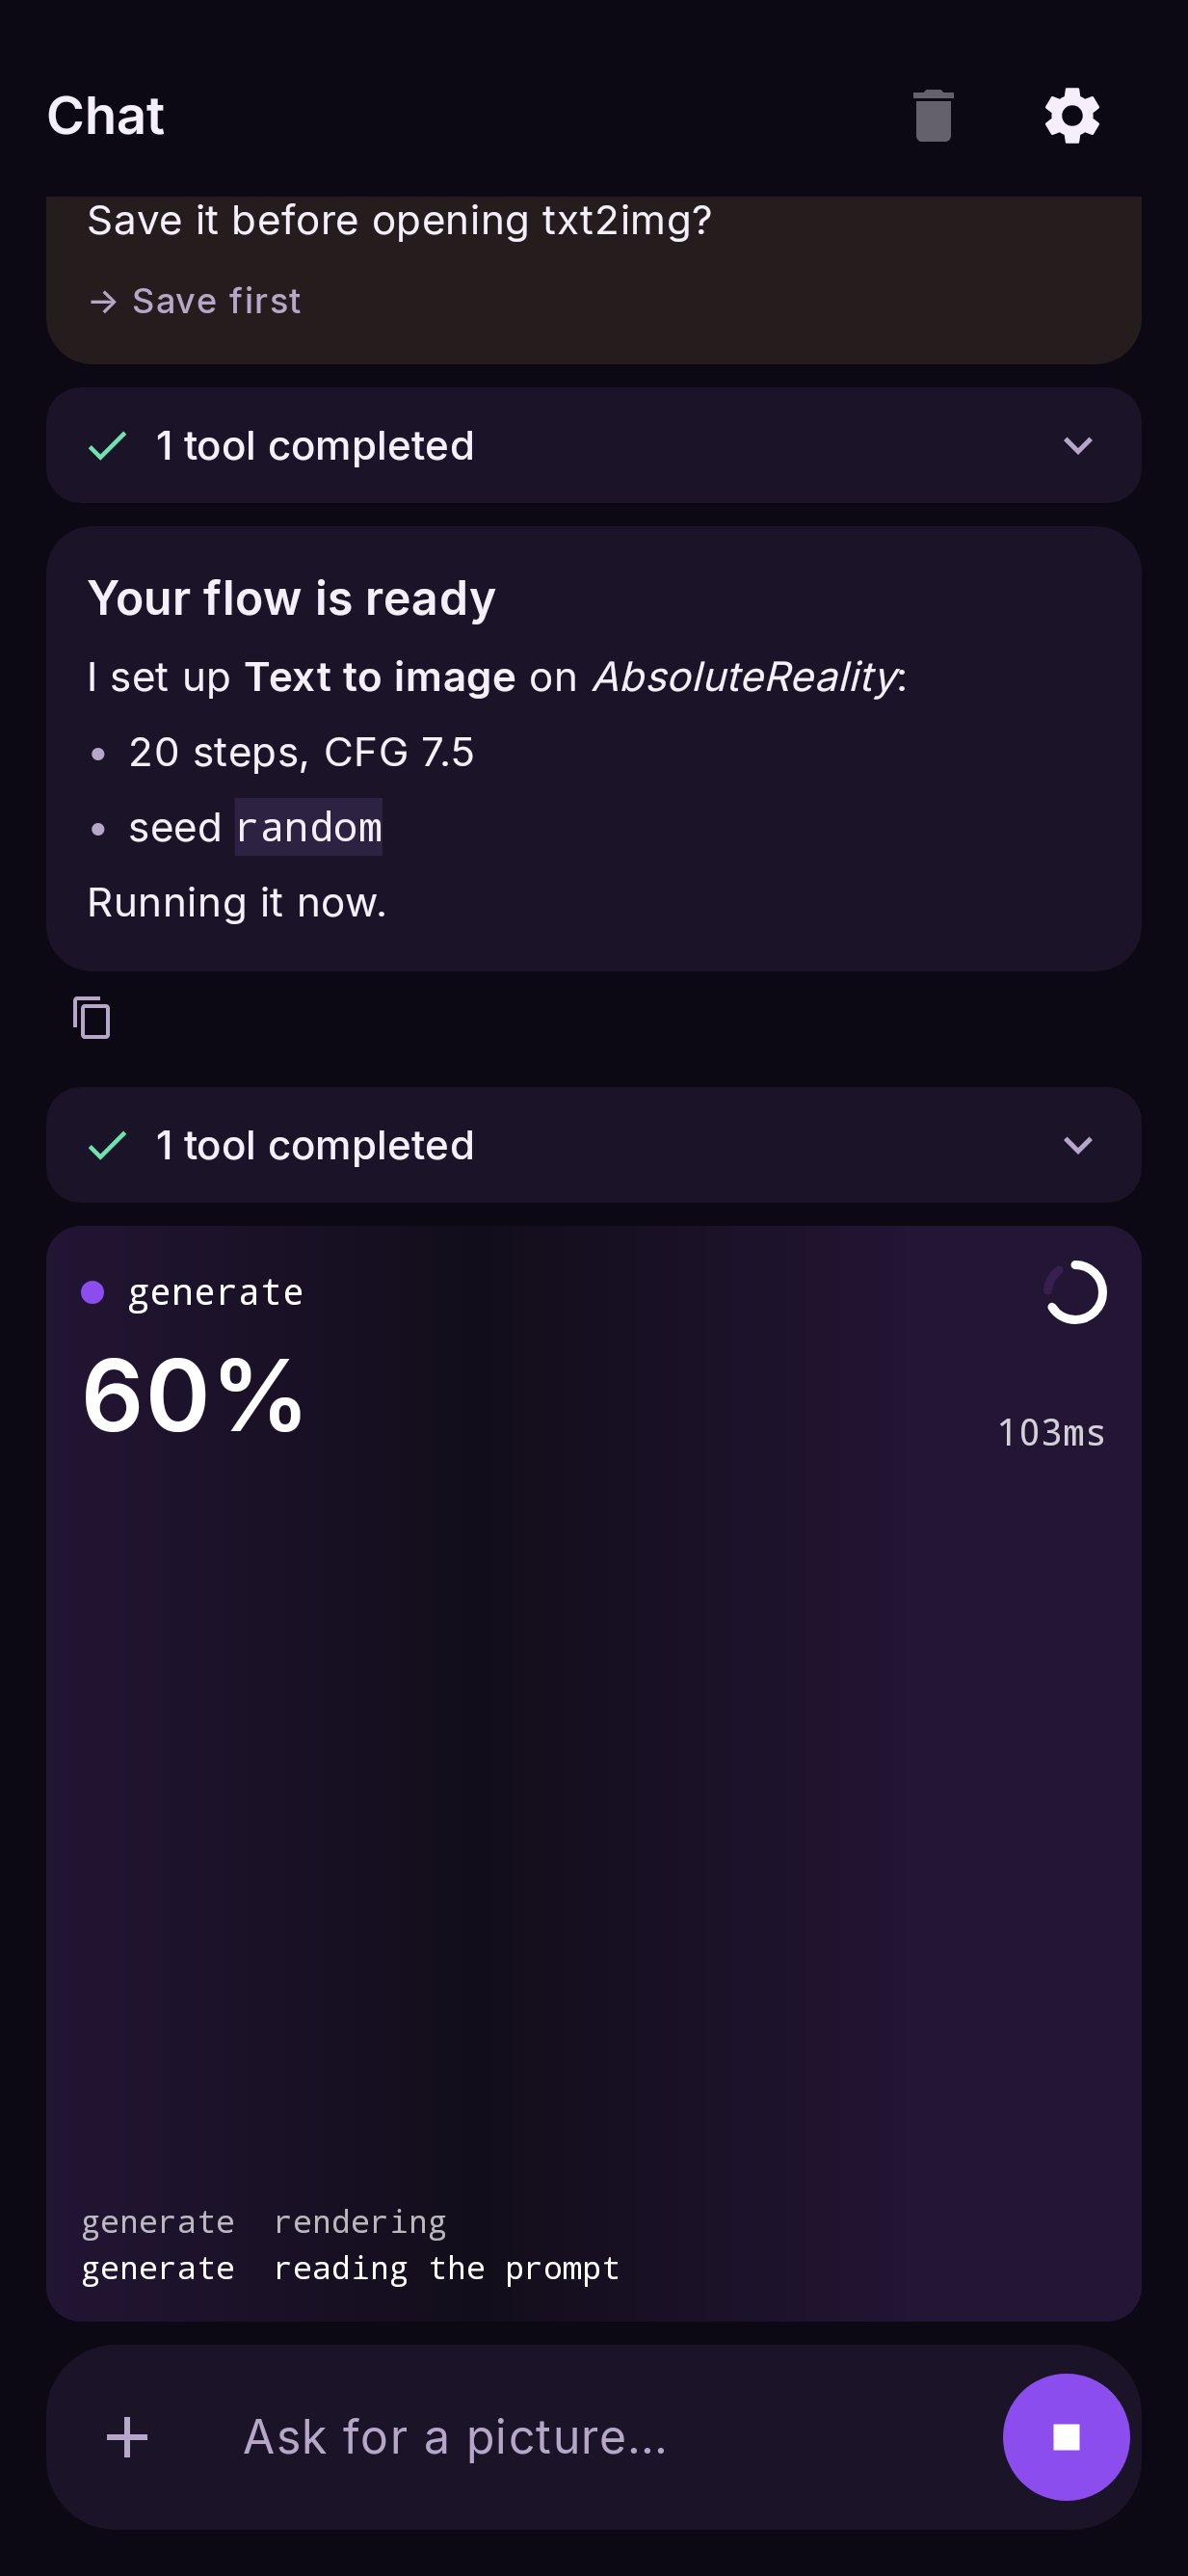 Chat
Save it before opening txt2img?
→ Save first
1 tool completed
Your flow is ready
I set up Text to image on AbsoluteReality:
• 20 steps, CFG 7.5
• seed random
Running it now.
1 tool completed
generate
60%
103ms
generate rendering
generate reading the prompt
Ask for a picture...